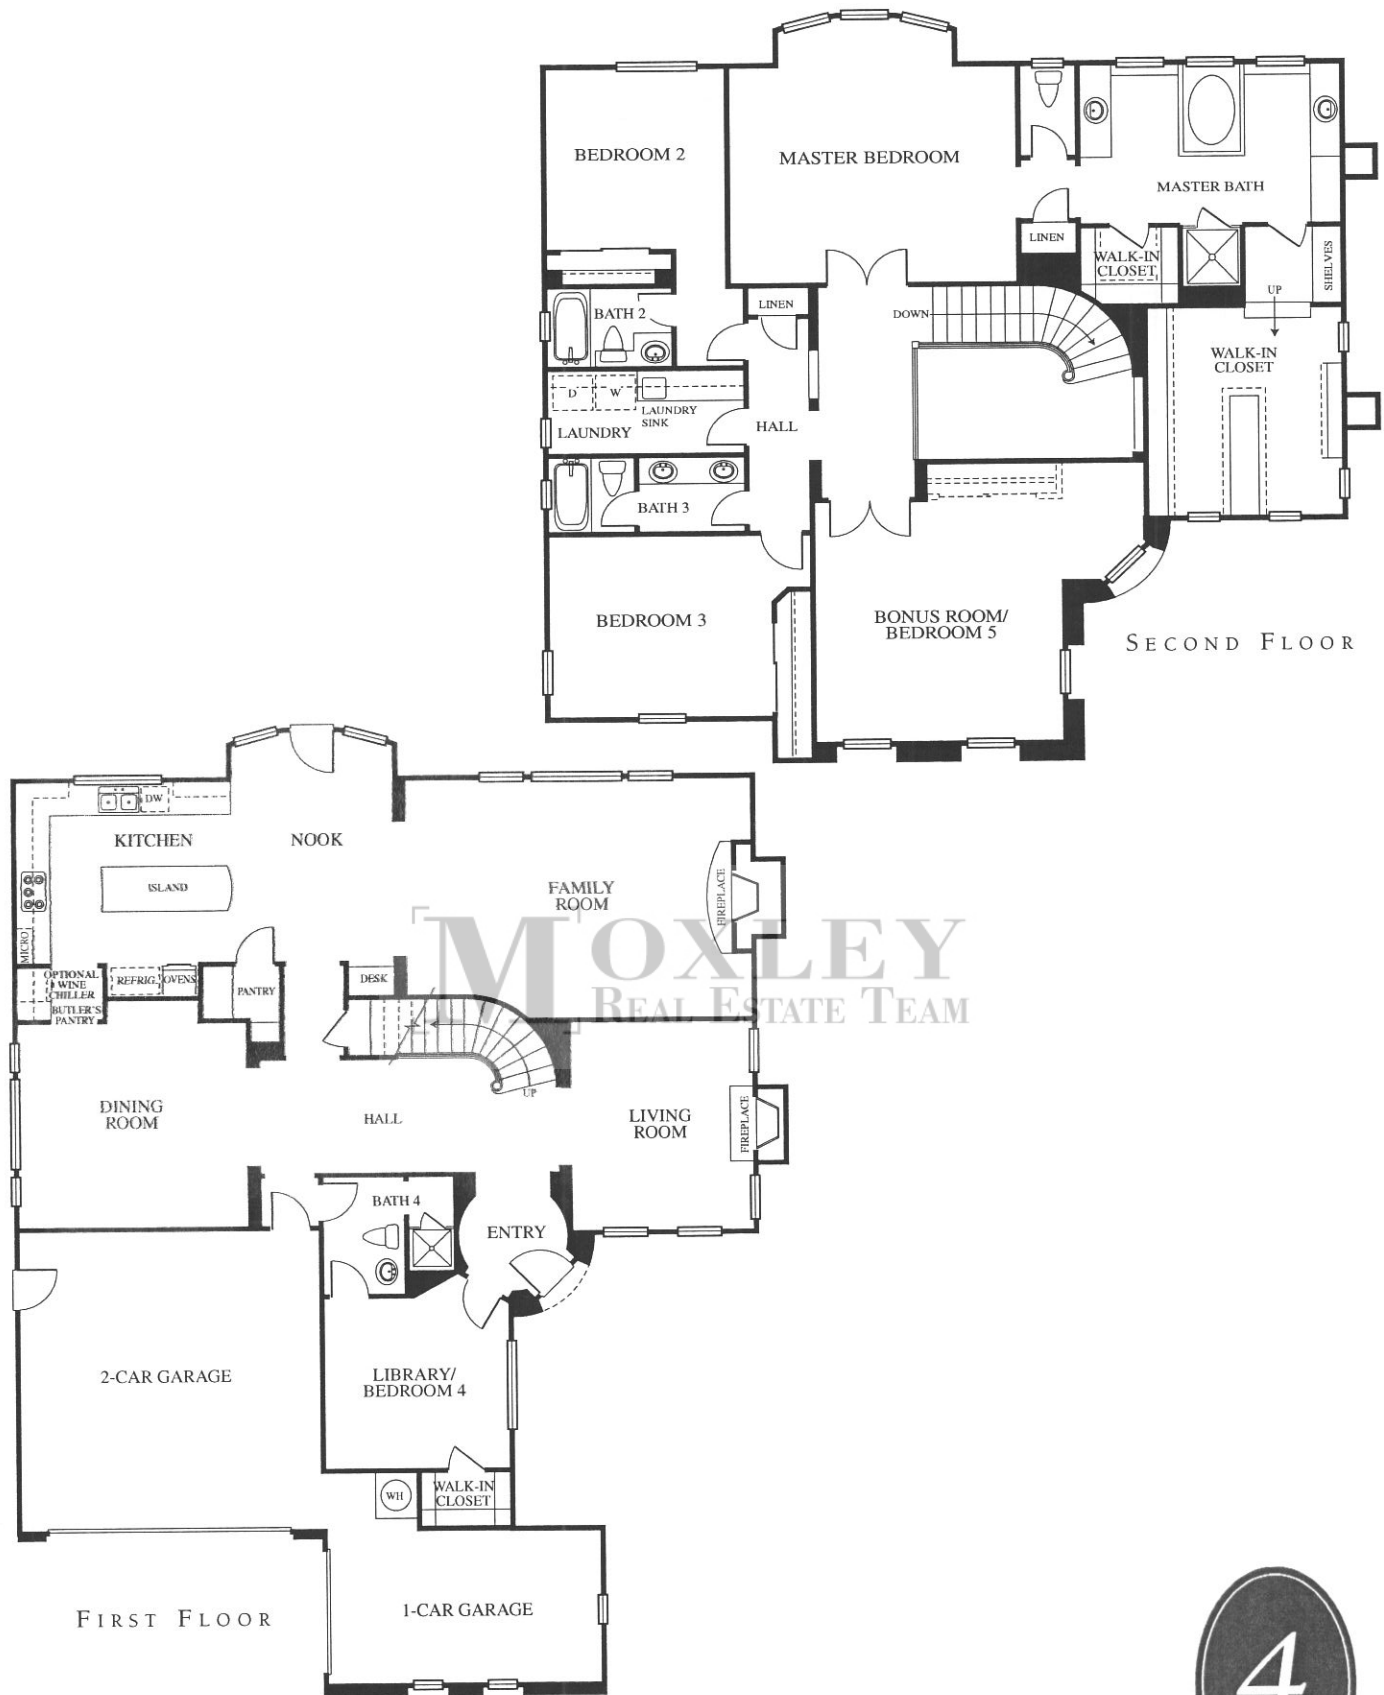 BEDROOM 2
MASTER BEDROOM
MASTER BATH
LINEN
WALK-IN
CLOSET
SHELVES
UP
BATH 2
LINEN
DOWN
WALK-IN
CLOSET
D
W
LAUNDRY
SINK
LAUNDRY
HALL
BATH 3
BEDROOM 3
BONUS ROOM/
BEDROOM 5
SECOND FLOOR
DW
KITCHEN
NOOK
ISLAND
FAMILY
ROOM
FIREPLACE
MICRO
OPTIONAL
WINE
CHILLER
BUTLER'S
PANTRY
REFRIG.
OVENS
PANTRY
DESK
MOXLEY
REAL ESTATE TEAM
UP
DINING
ROOM
HALL
LIVING
ROOM
FIREPLACE
BATH 4
ENTRY
2-CAR GARAGE
LIBRARY/
BEDROOM 4
WH
WALK-IN
CLOSET
FIRST FLOOR
1-CAR GARAGE
4